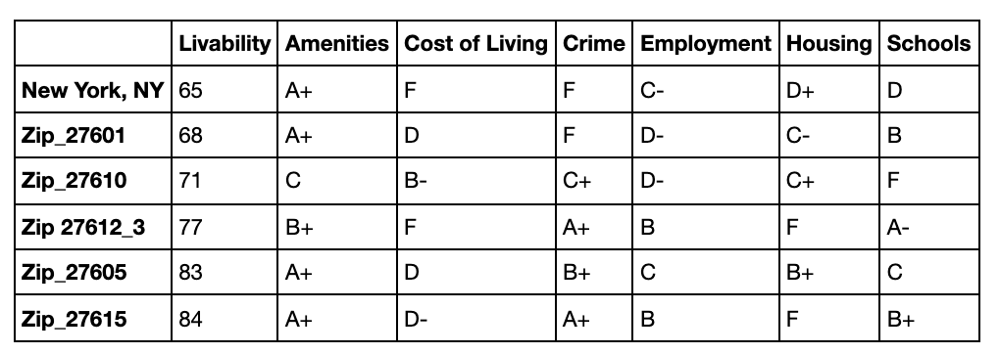 Livability Amenities Cost of Living Crime Employment Housing Schools
New York, NY 65 A+ F F C- D+ D
Zip_27601 68 A+ D F D- C- B
Zip_27610 71 C B- C+ D- C+ F
Zip 27612_3 77 B+ F A+ B F A-
Zip_27605 83 A+ D B+ C B+ C
Zip_27615 84 A+ D- A+ B F B+